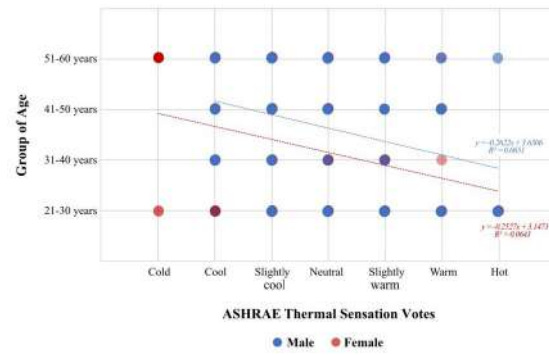 51-60 years
41-50 years
31-40 years
21-30 years
Group of Age
y = -0.2622x + 3.6306
R² = 0.0631
y = -0.2527x + 3.1473
R² = 0.0643
Cold
Cool
Slightly
cool
Neutral
Slightly
warm
Warm
Hot
ASHRAE Thermal Sensation Votes
Male
Female